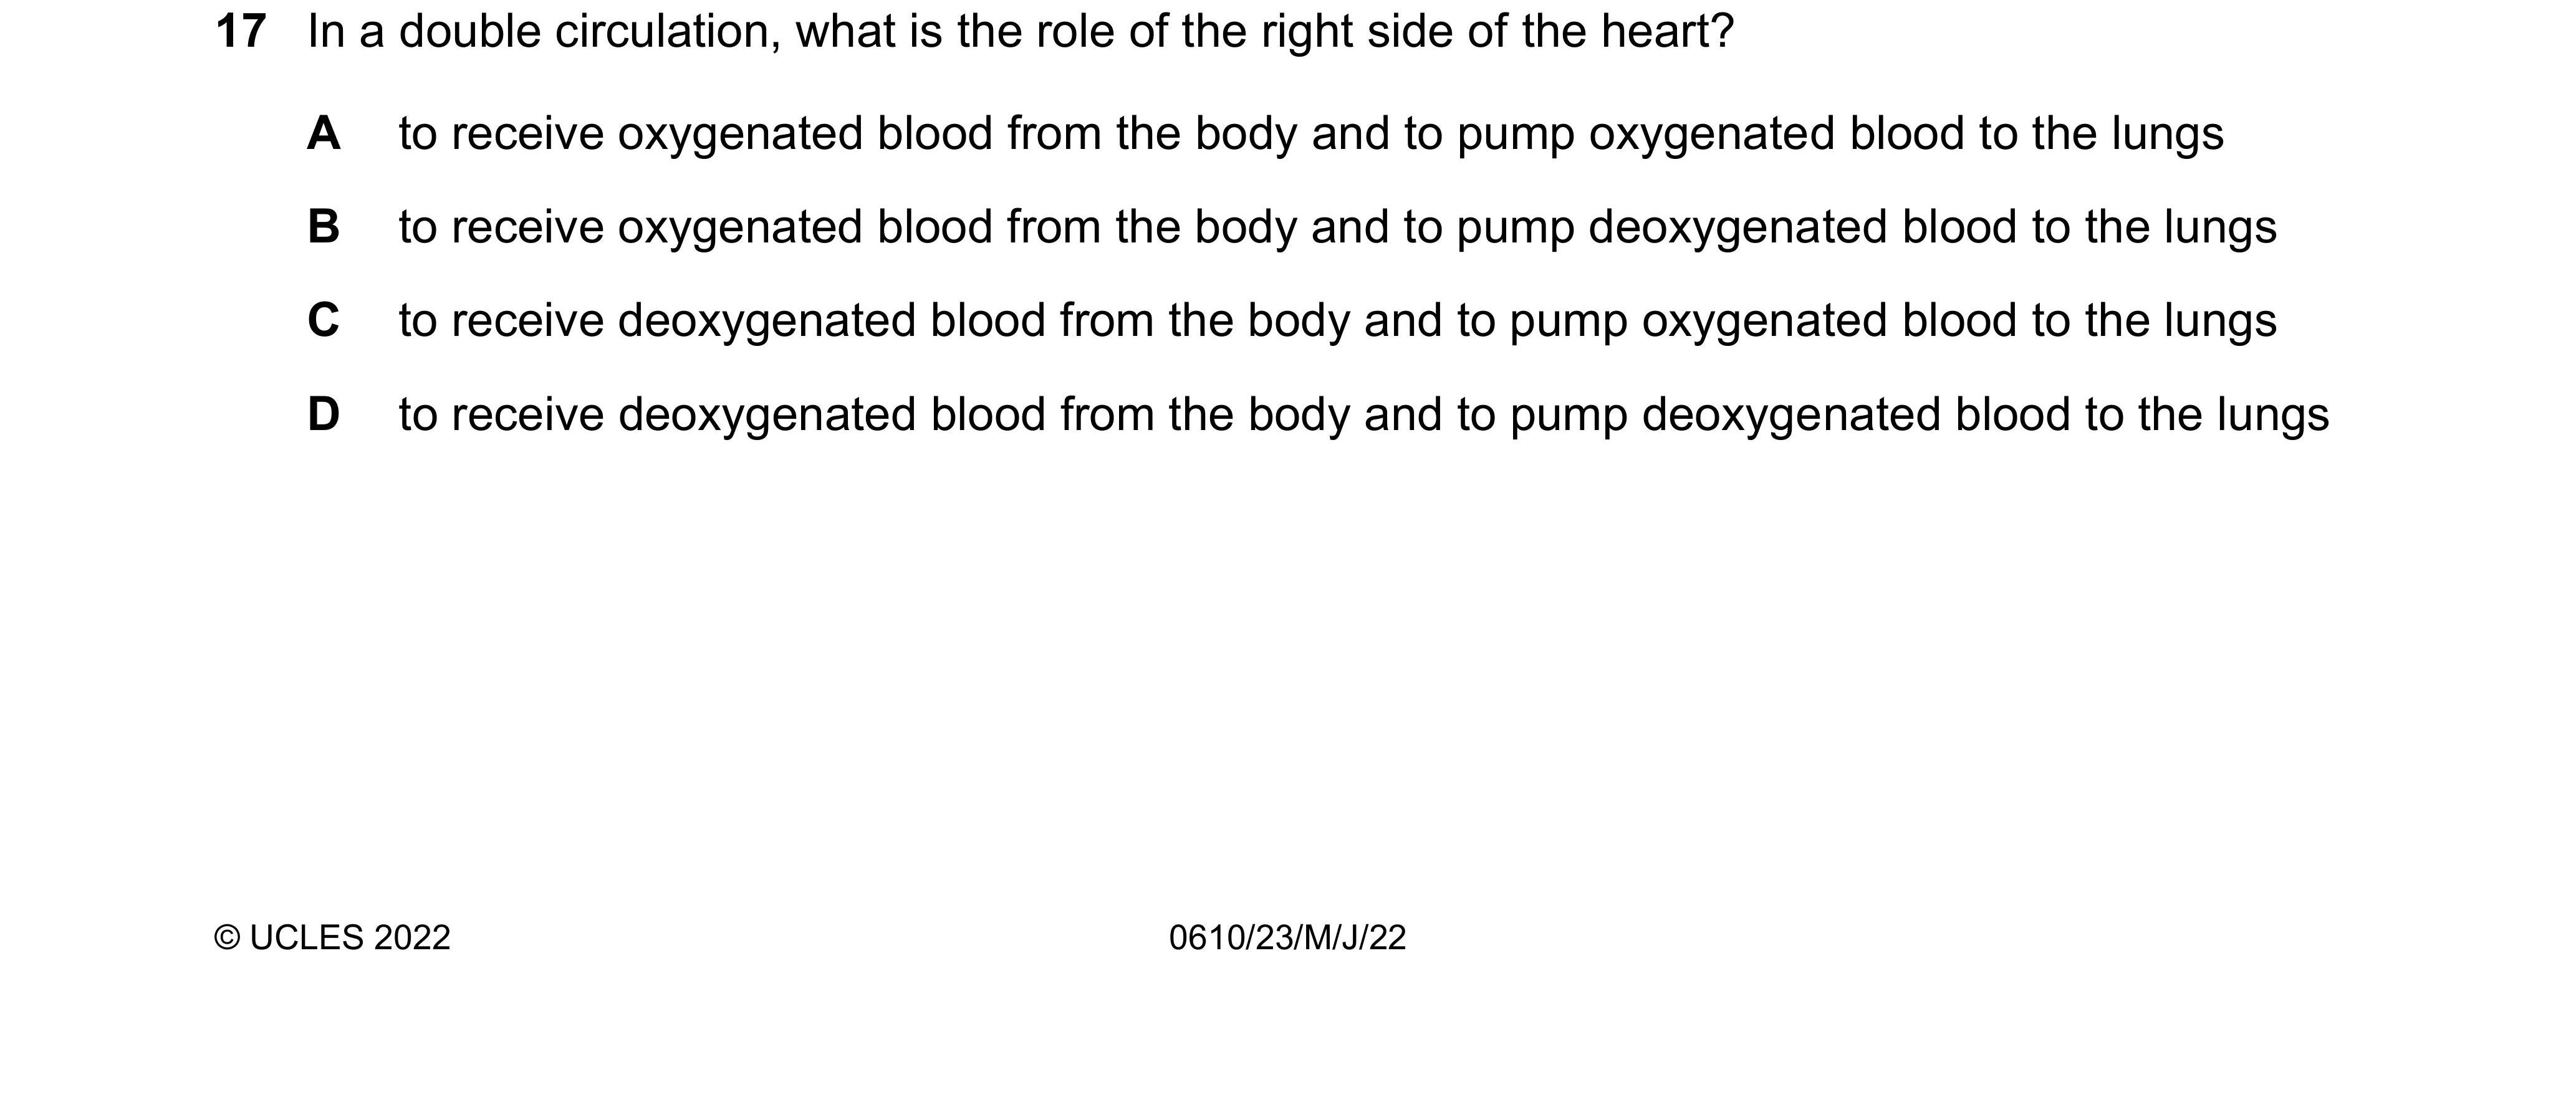 17 In a double circulation, what is the role of the right side of the heart?
A to receive oxygenated blood from the body and to pump oxygenated blood to the lungs
B to receive oxygenated blood from the body and to pump deoxygenated blood to the lungs
C to receive deoxygenated blood from the body and to pump oxygenated blood to the lungs
D to receive deoxygenated blood from the body and to pump deoxygenated blood to the lungs
© UCLES 2022 0610/23/M/J/22